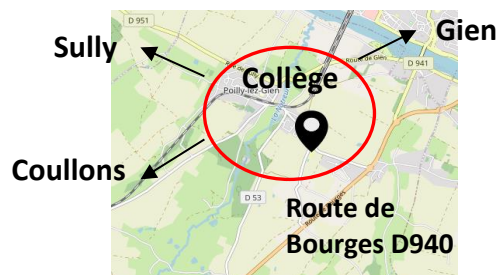 D 951
Sully
Gien
Route de Gien
D 941
Collège
Poilly-lez-Gien
Coullons
D 53
Route de
Bourges D940